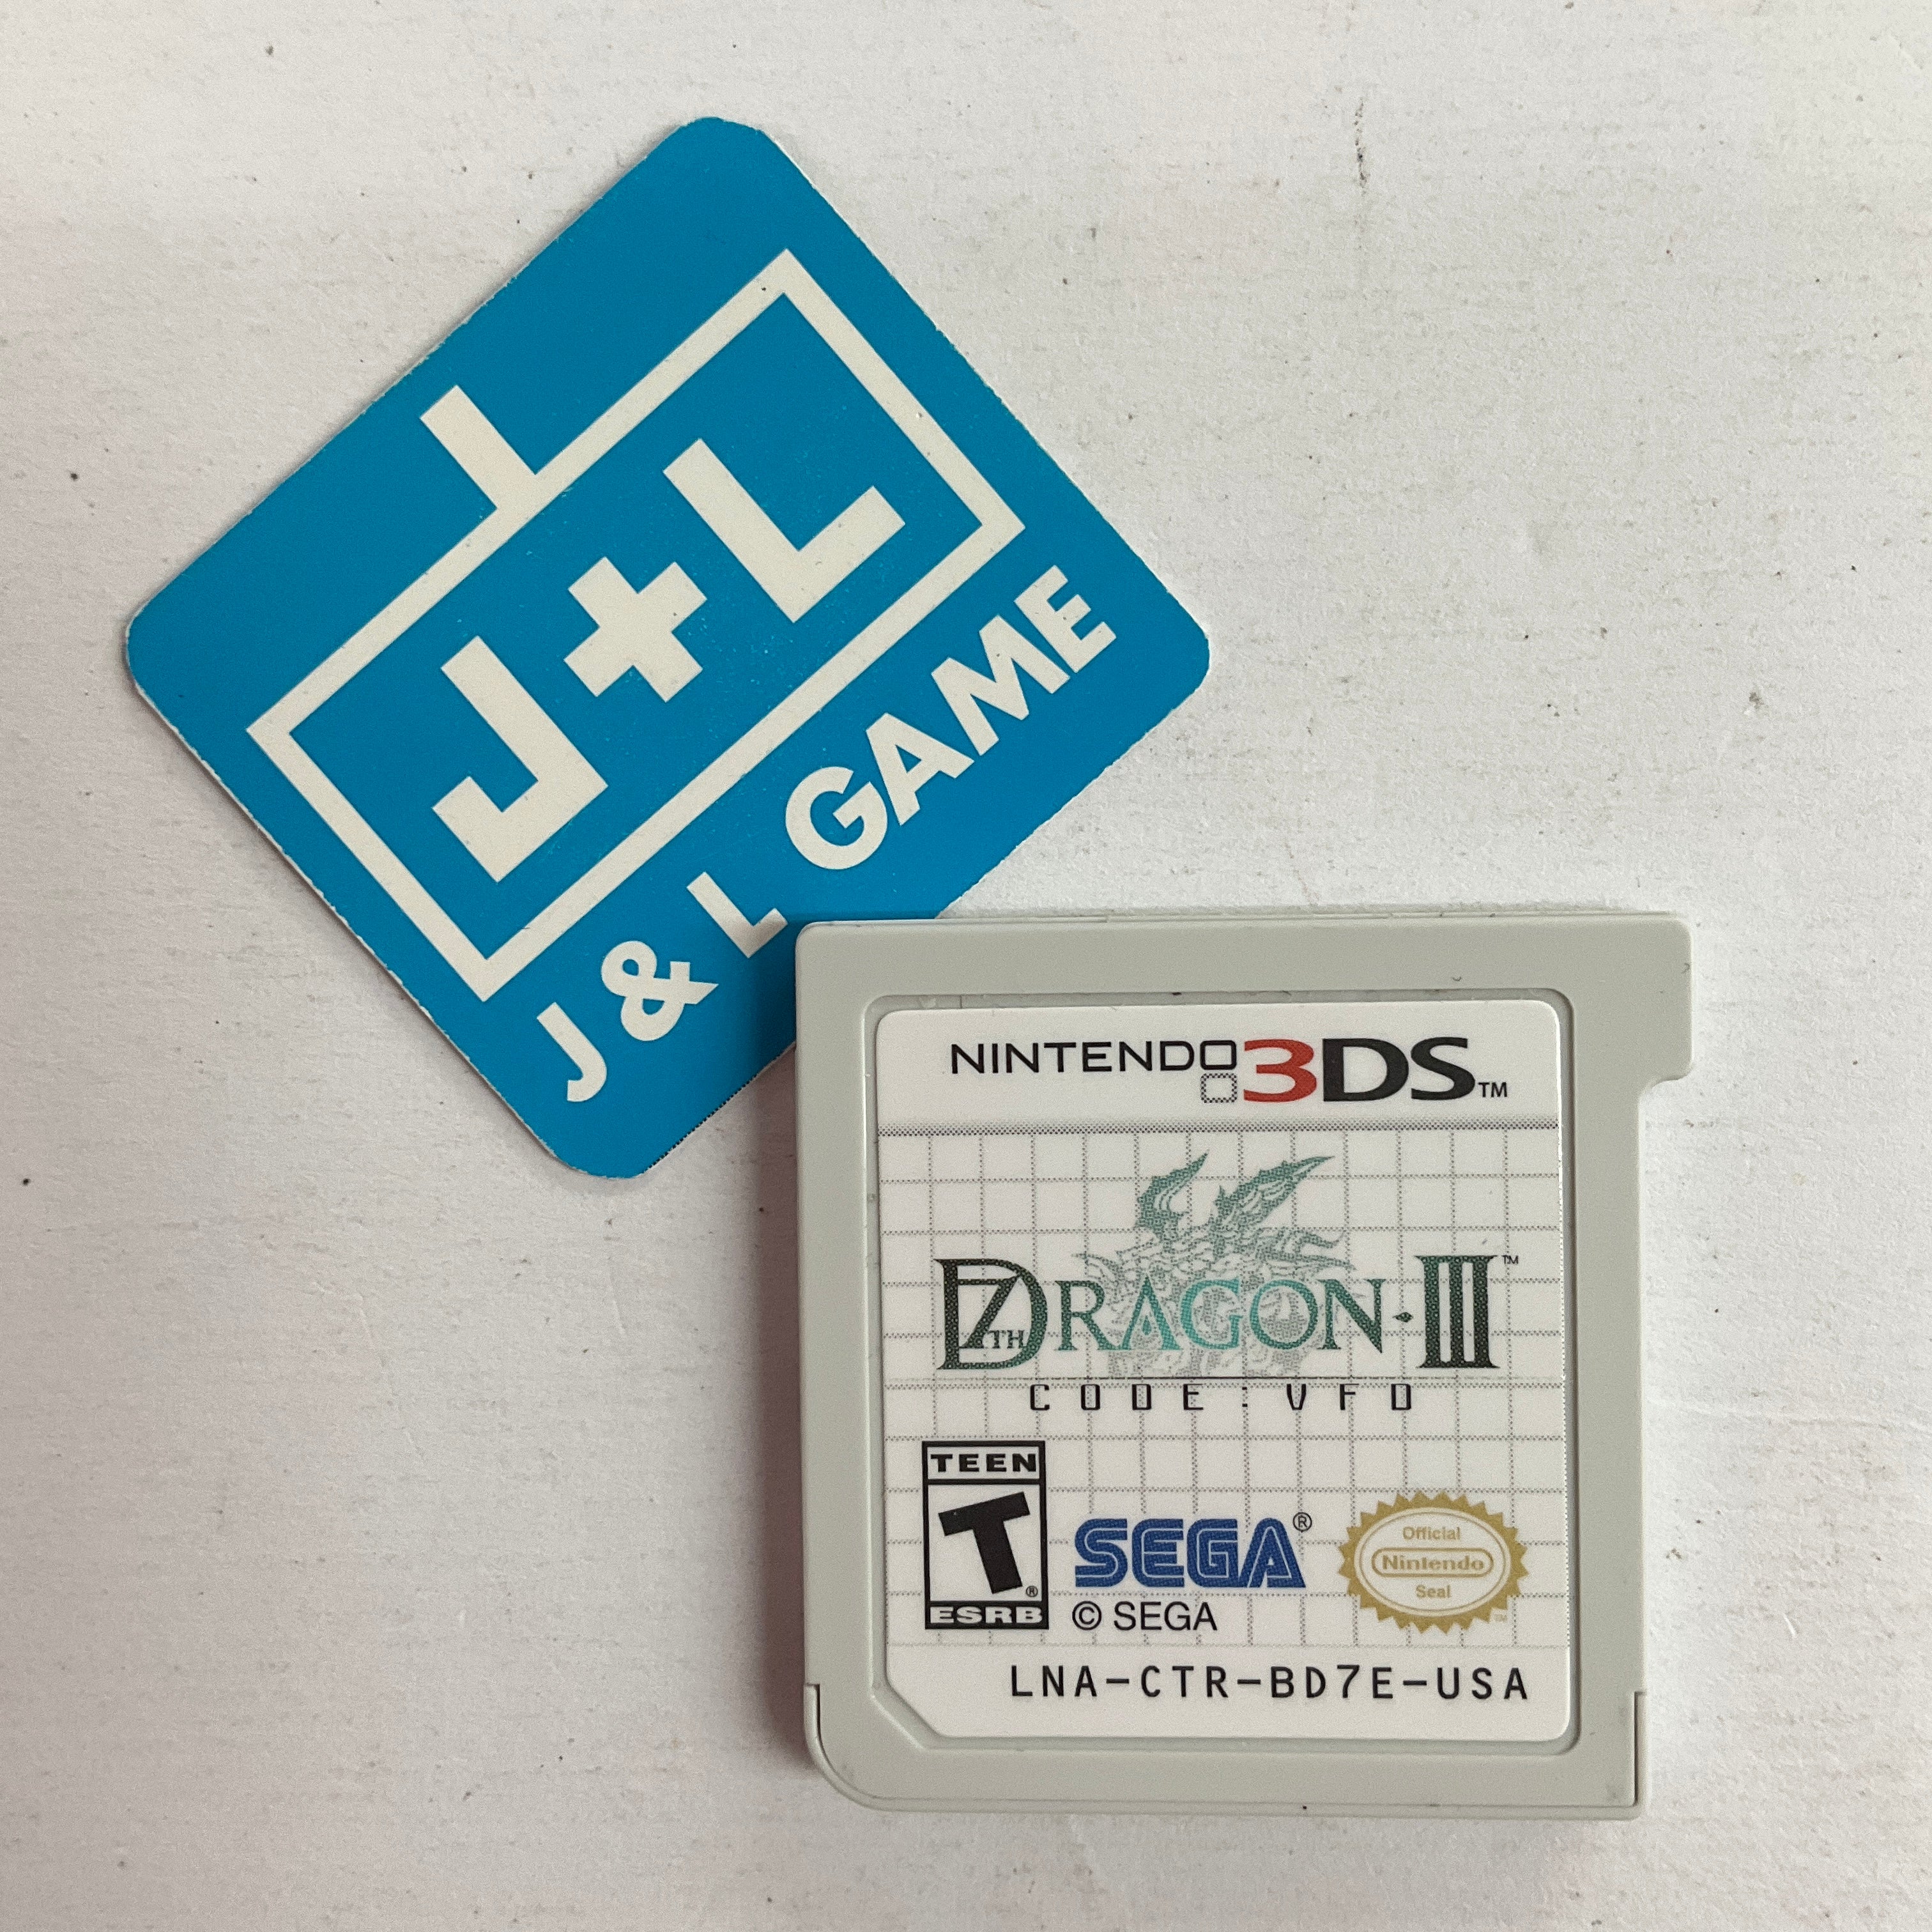 J+L
J & L GAME
NINTENDO 3DS™
7TH DRAGON·III™
CODE:VFD
TEEN
T®
ESRB
SEGA®
© SEGA
Official
Nintendo
Seal
TM
LNA-CTR-BD7E-USA